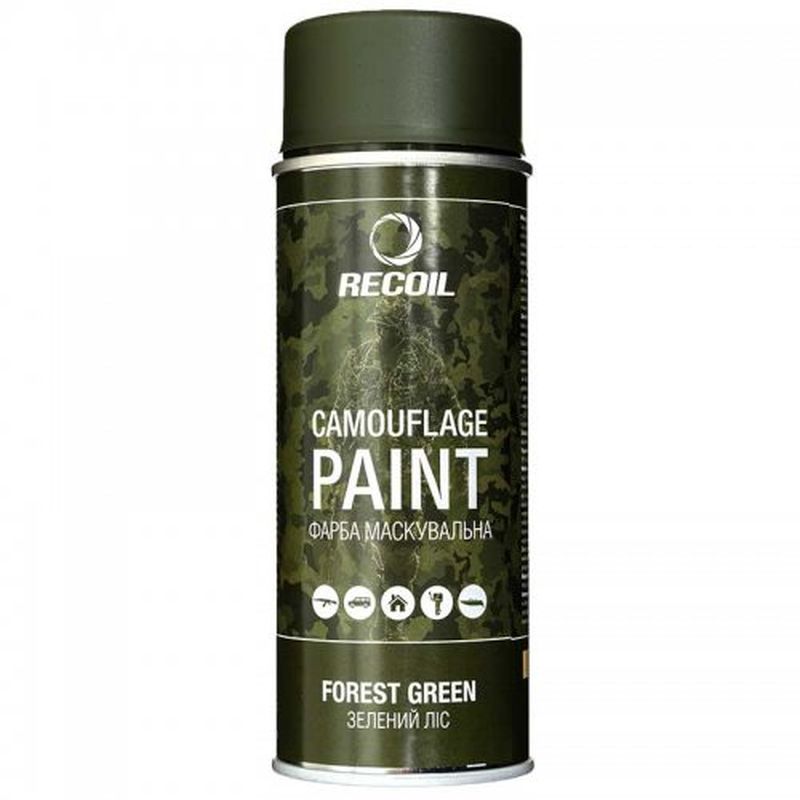 RECOIL
CAMOUFLAGE
PAINT
ФАРБА МАСКУВАЛЬНА
FOREST GREEN
ЗЕЛЕНИЙ ЛІС